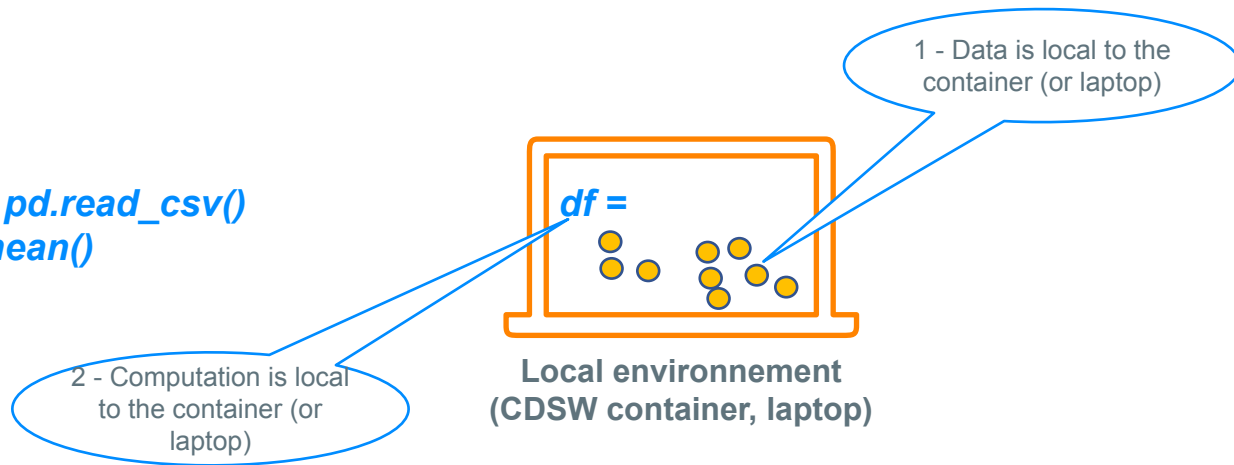 1 - Data is local to the
container (or laptop)
pd.read_csv()
mean()
df =
2 - Computation is local
to the container (or
laptop)
Local environnement
(CDSW container, laptop)